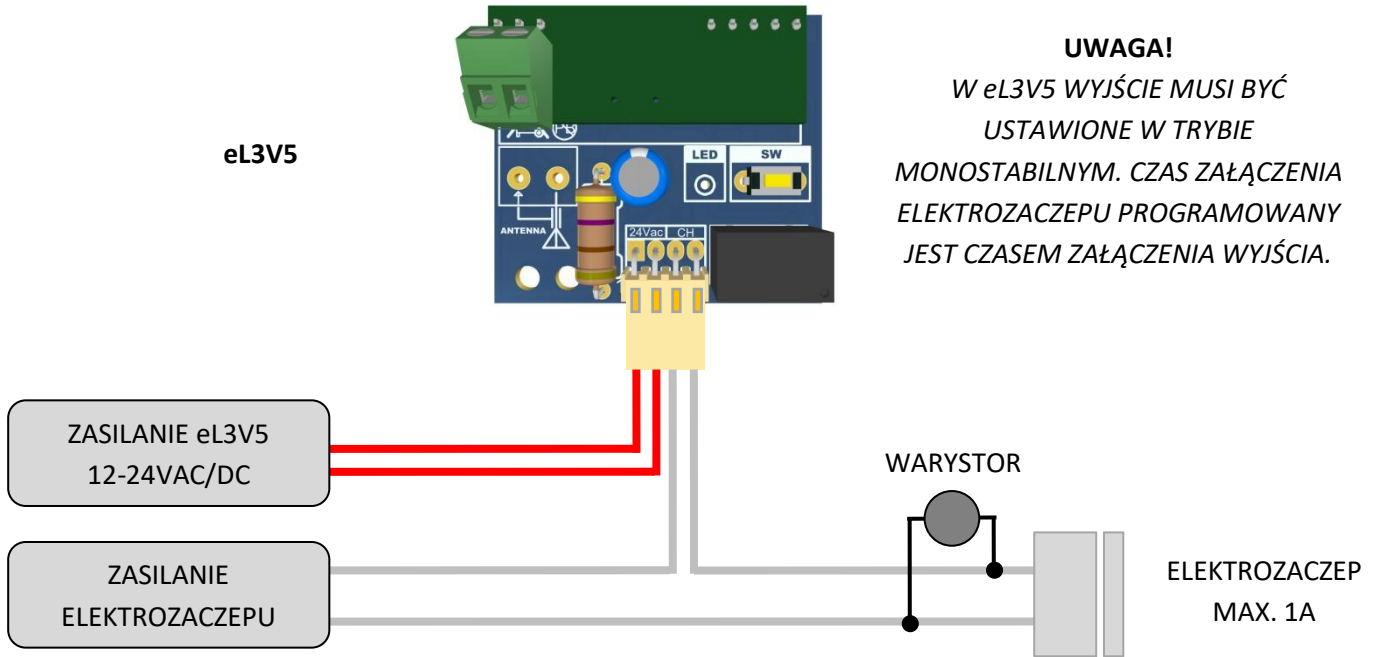 UWAGA!
W eL3V5 WYJŚCIE MUSI BYĆ
USTAWIONE W TRYBIE
MONOSTABILNYM. CZAS ZAŁĄCZENIA
ELEKTROZACZEPU PROGRAMOWANY
JEST CZASEM ZAŁĄCZENIA WYJŚCIA.
eL3V5
LED
SW
ANTENNA
24Vac
CH
ZASILANIE eL3V5
12-24VAC/DC
WARYSTOR
ZASILANIE
ELEKTROZACZEPU
ELEKTROZACZEP
MAX. 1A